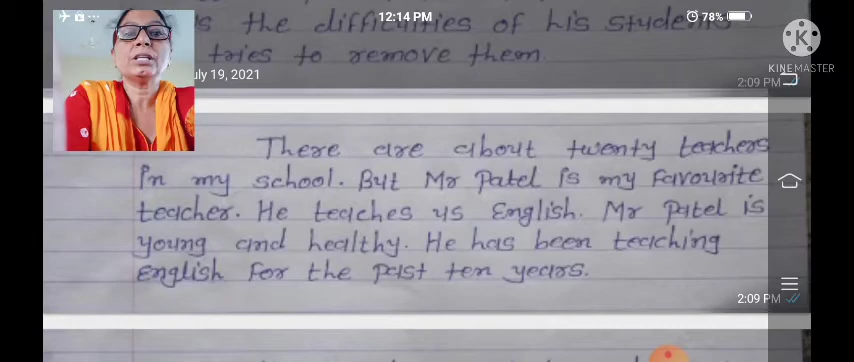 12:14 PM
78%
the difficulties of his students
tries to remove them.
uly 19, 2021
KINEMASTER
2:09 PM
There are about twenty teachers
in my school. But Mr Patel is my favourite
teacher. He teaches us English. Mr Patel is
young and healthy. He has been teaching
English for the past ten years.
2:09 PM